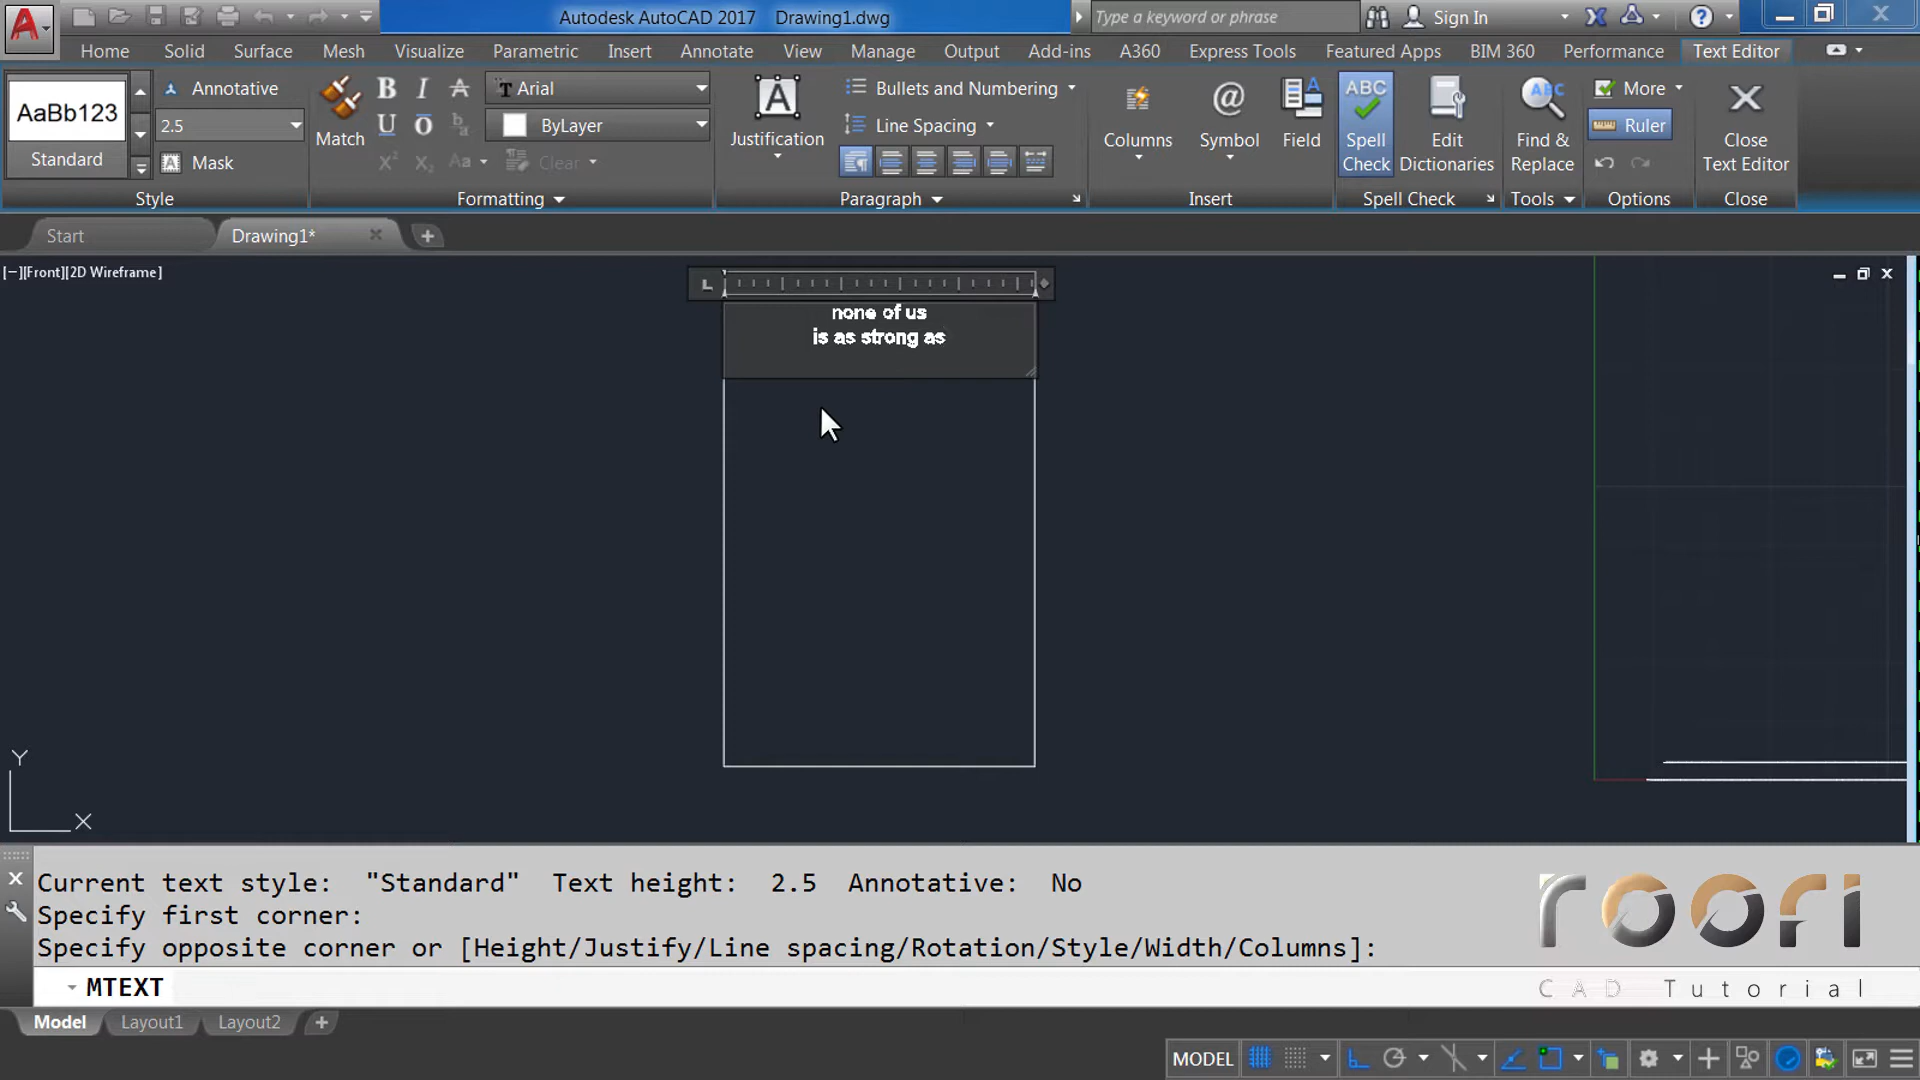 Autodesk AutoCAD 2017 Drawing1.dwg
Type a keyword or phrase
Sign In
Home Solid Surface Mesh Visualize Parametric Insert Annotate View Manage Output Add-ins A360 Express Tools Featured Apps BIM 360 Performance Text Editor
AaBb123
Standard
Annotative
2.5
Mask
Style
Match
Arial
ByLayer
Clear
Formatting
Justification
Bullets and Numbering
Line Spacing
Paragraph
Columns
Symbol
Field
Insert
ABC
Spell
Check
Edit
Dictionaries
Spell Check
Find &
Replace
Tools
More
Ruler
Options
Close
Text Editor
Close
Start
Drawing1*
[−][Front][2D Wireframe]
none of us
is as strong as
Y
X
Current text style: "Standard" Text height: 2.5 Annotative: No
Specify first corner:
Specify opposite corner or [Height/Justify/Line spacing/Rotation/Style/Width/Columns]:
MTEXT
roofi
CAD Tutorial
Model Layout1 Layout2
MODEL